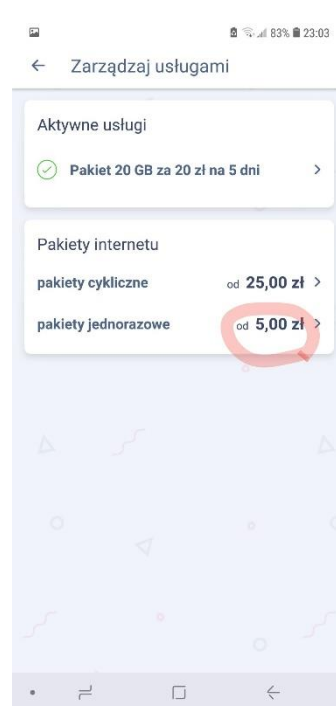 83% 23:03
Zarządzaj usługami
Aktywne usługi
Pakiet 20 GB za 20 zł na 5 dni
Pakiety internetu
pakiety cykliczne od 25,00 zł
pakiety jednorazowe od 5,00 zł